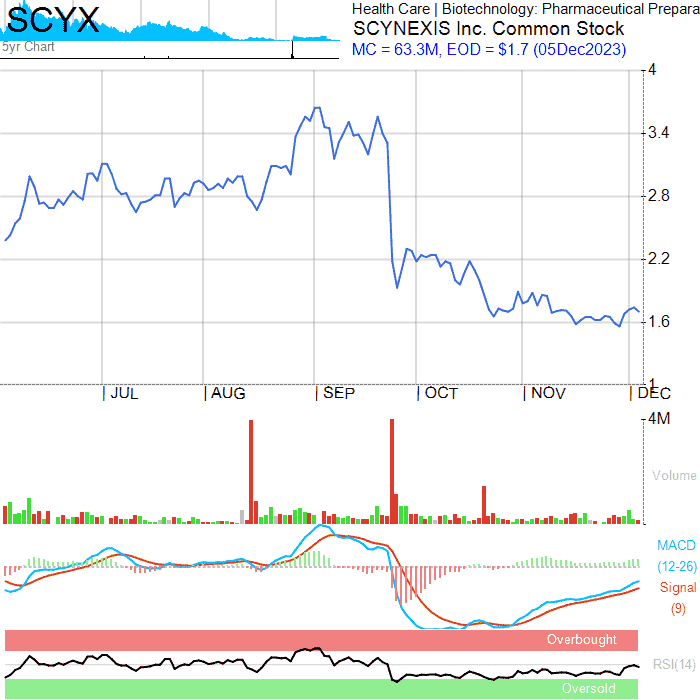 SCYX
5yr Chart
Health Care | Biotechnology: Pharmaceutical Prepara
SCYNEXIS Inc. Common Stock
MC = 63.3M, EOD = $1.7 (05Dec2023)
4
3.4
2.8
2.2
1.6
1
| JUL | AUG | SEP | OCT | NOV | DEC
4M
Volume
MACD
(12-26)
Signal
(9)
Overbought
RSI(14)
Oversold